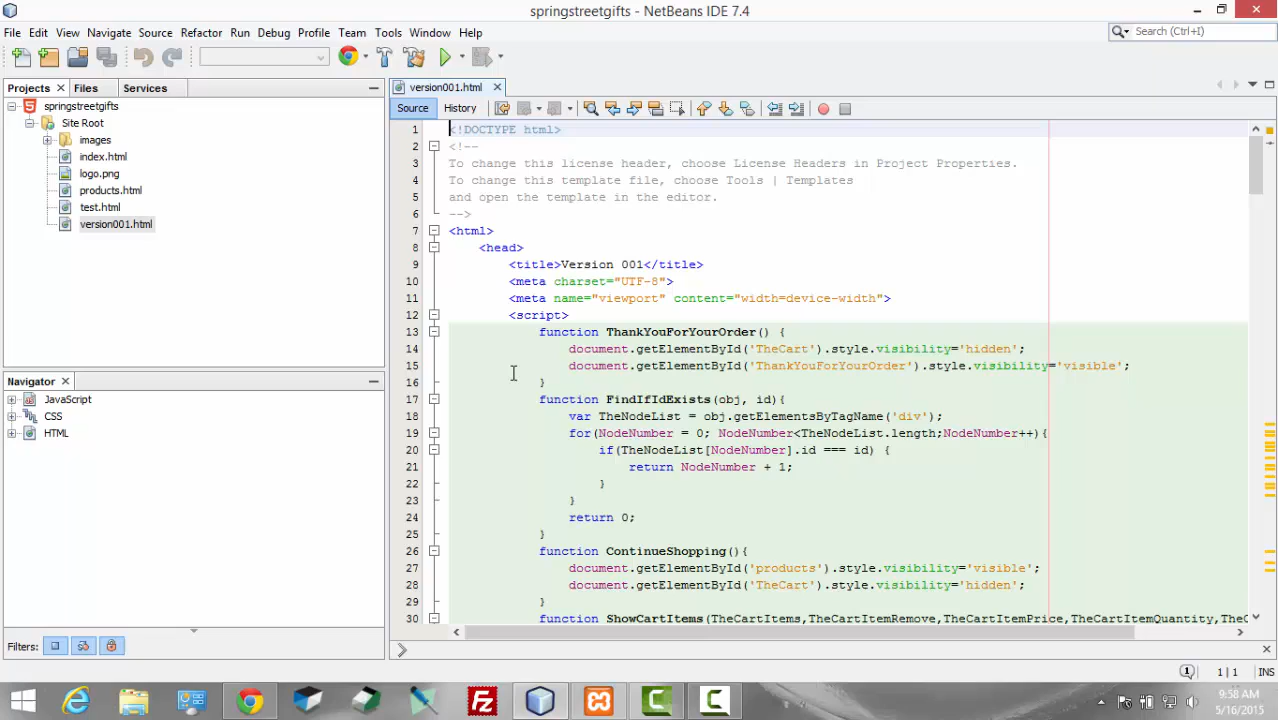 springstreetgifts - NetBeans IDE 7.4
File Edit View Navigate Source Refactor Run Debug Profile Team Tools Window Help
Search (Ctrl+I)
Projects Files Services
springstreetgifts
Site Root
images
index.html
logo.png
products.html
test.html
version001.html
Navigator
JavaScript
CSS
HTML
Filters:
version001.html
Source History
1 <!DOCTYPE html>
2 <!--
3 To change this license header, choose License Headers in Project Properties.
4 To change this template file, choose Tools | Templates
5 and open the template in the editor.
6 -->
7 <html>
8 <head>
9 <title>Version 001</title>
10 <meta charset="UTF-8">
11 <meta name="viewport" content="width=device-width">
12 <script>
13 function ThankYouForYourOrder() {
14 document.getElementById('TheCart').style.visibility='hidden';
15 document.getElementById('ThankYouForYourOrder').style.visibility='visible';
16 }
17 function FindIfIdExists(obj, id){
18 var TheNodeList = obj.getElementsByTagName('div');
19 for(NodeNumber = 0; NodeNumber<TheNodeList.length;NodeNumber++){
20 if(TheNodeList[NodeNumber].id === id) {
21 return NodeNumber + 1;
22 }
23 }
24 return 0;
25 }
26 function ContinueShopping(){
27 document.getElementById('products').style.visibility='visible';
28 document.getElementById('TheCart').style.visibility='hidden';
29 }
30 function ShowCartItems(TheCartItems,TheCartItemRemove,TheCartItemPrice,TheCartItemQuantity,TheC
1 | 1 INS
9:58 AM
5/16/2015